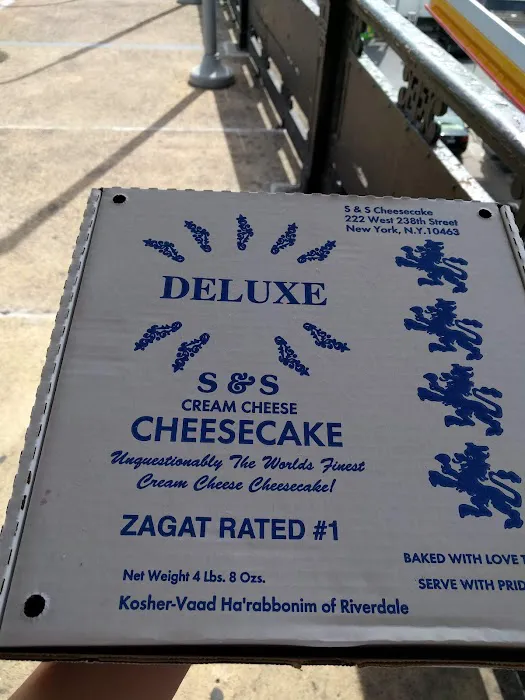 S & S Cheesecake
222 West 238th Street
New York, N.Y.10463
DELUXE
S & S
CREAM CHEESE
CHEESECAKE
Unquestionably The Worlds Finest
Cream Cheese Cheesecake!
ZAGAT RATED #1
BAKED WITH LOVE
SERVE WITH
Net Weight 4 Lbs. 8 Ozs.
Kosher-Vaad Ha'rabbonim of Riverdale